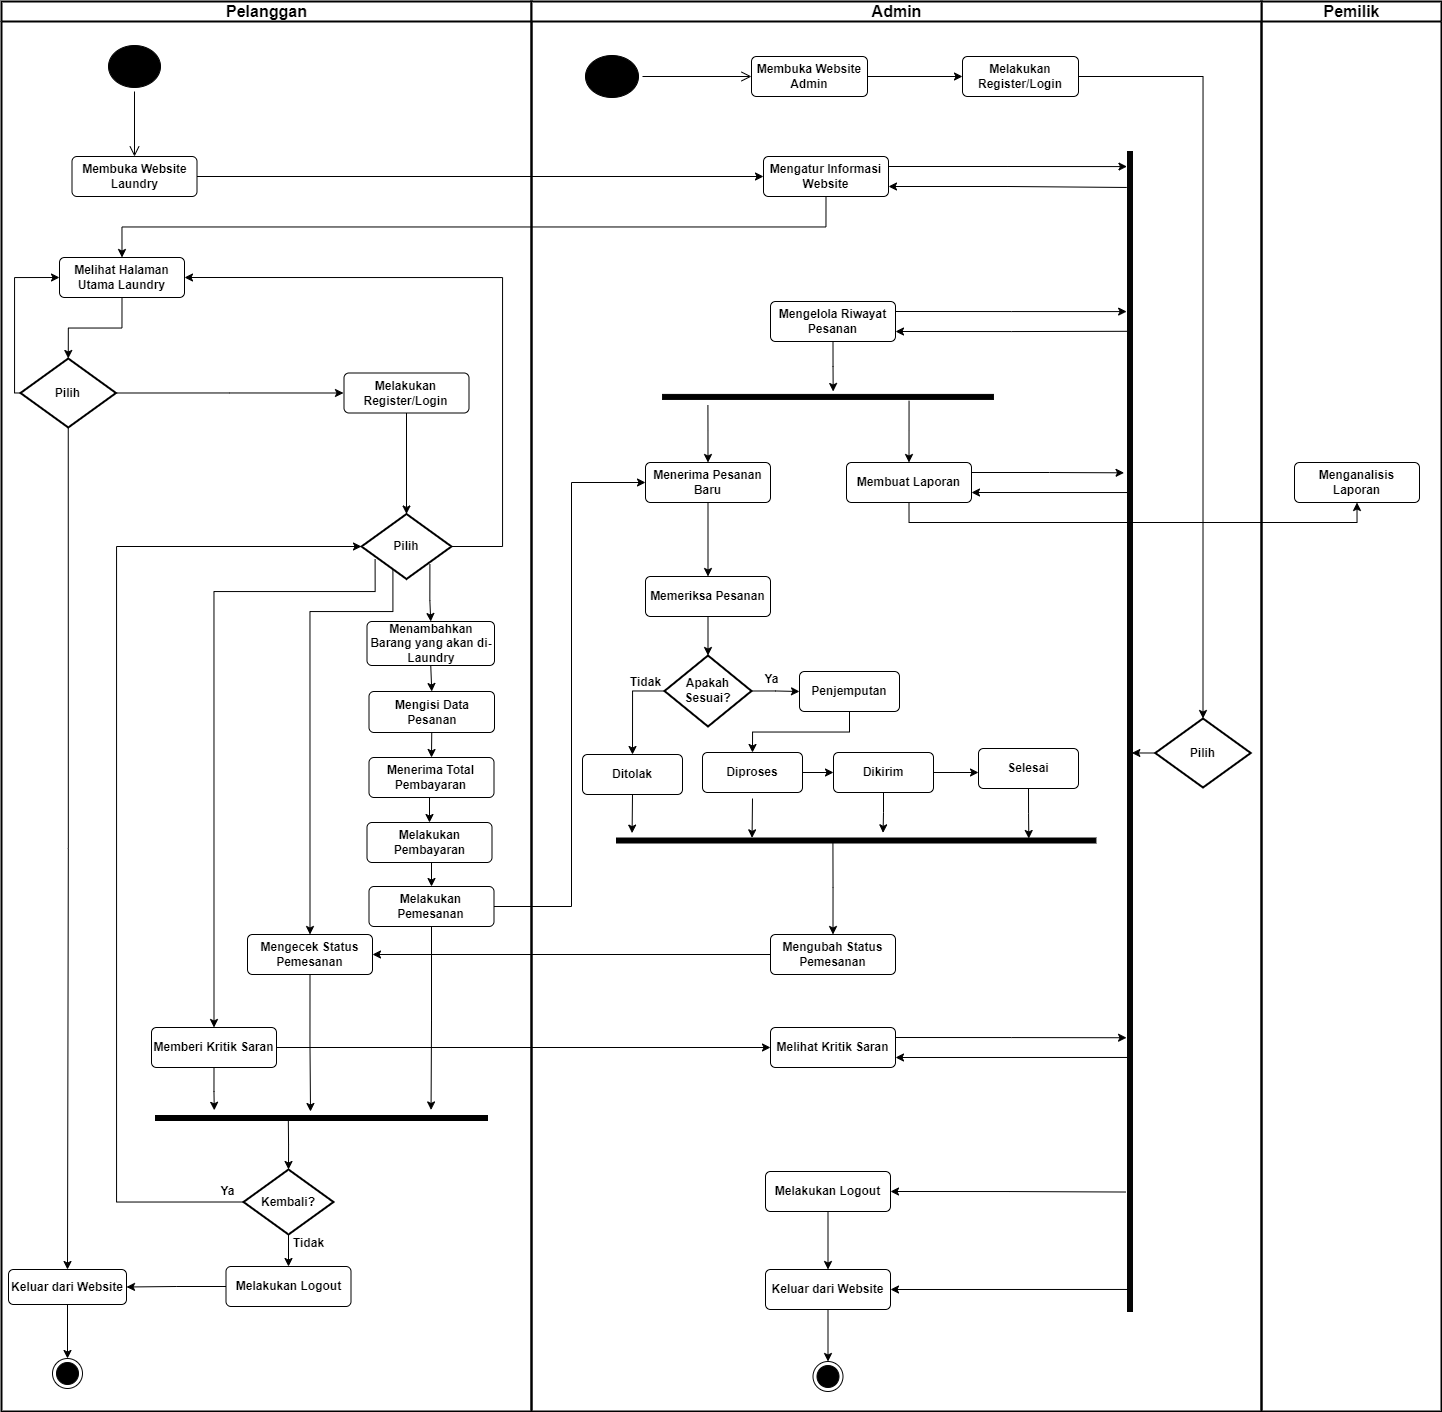 Pelanggan
Admin
Pemilik
Membuka Website
Admin
Melakukan
Register/Login
Membuka Website
Laundry
Mengatur Informasi
Website
Melihat Halaman
Utama Laundry
Mengelola Riwayat
Pesanan
Pilih
Melakukan
Register/Login
Menerima Pesanan
Baru
Membuat Laporan
Menganalisis
Laporan
Pilih
Memeriksa Pesanan
Menambahkan
Barang yang akan di-
Laundry
Tidak
Apakah
Sesuai?
Ya
Penjemputan
Mengisi Data
Pesanan
Pilih
Menerima Total
Pembayaran
Ditolak
Diproses
Dikirim
Selesai
Melakukan
Pembayaran
Melakukan
Pemesanan
Mengecek Status
Pemesanan
Mengubah Status
Pemesanan
Memberi Kritik Saran
Melihat Kritik Saran
Ya
Kembali?
Tidak
Melakukan Logout
Keluar dari Website
Melakukan Logout
Keluar dari Website